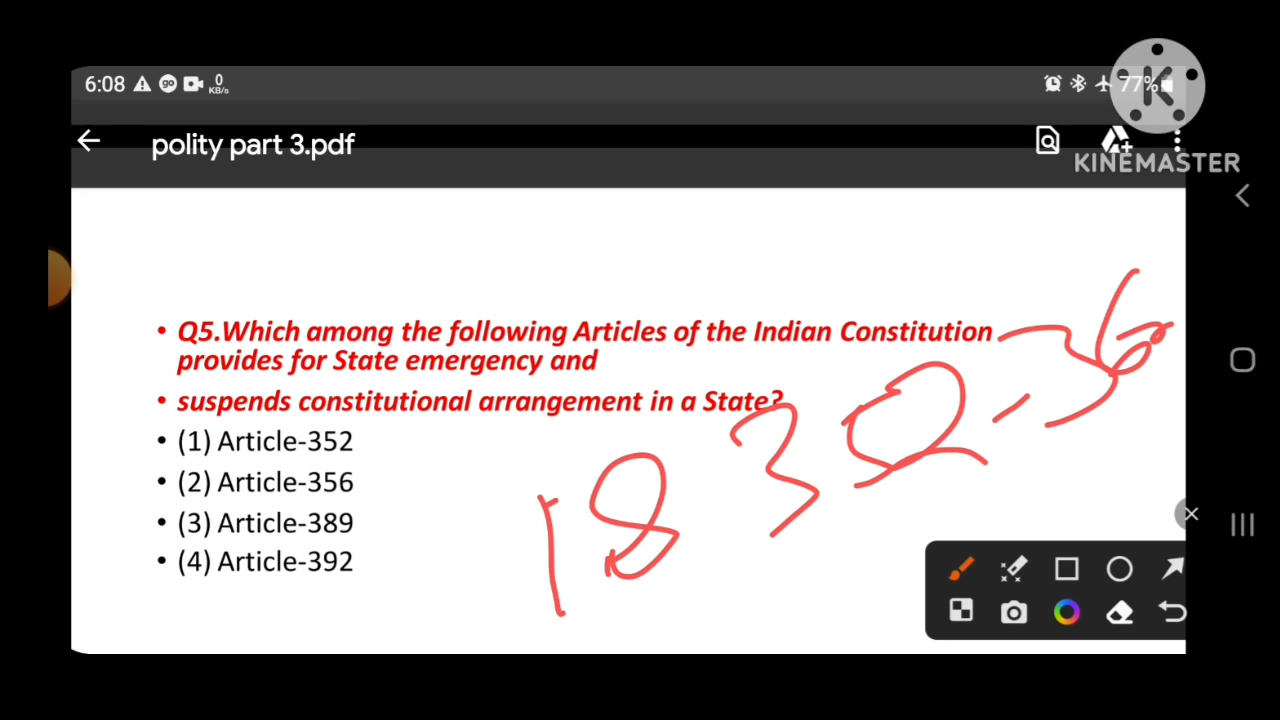 6:08 go 0 KB/s 77%
polity part 3.pdf
KINEMASTER
• Q5.Which among the following Articles of the Indian Constitution
provides for State emergency and
• suspends constitutional arrangement in a State?
• (1) Article-352
• (2) Article-356
• (3) Article-389
• (4) Article-392
18 352-360